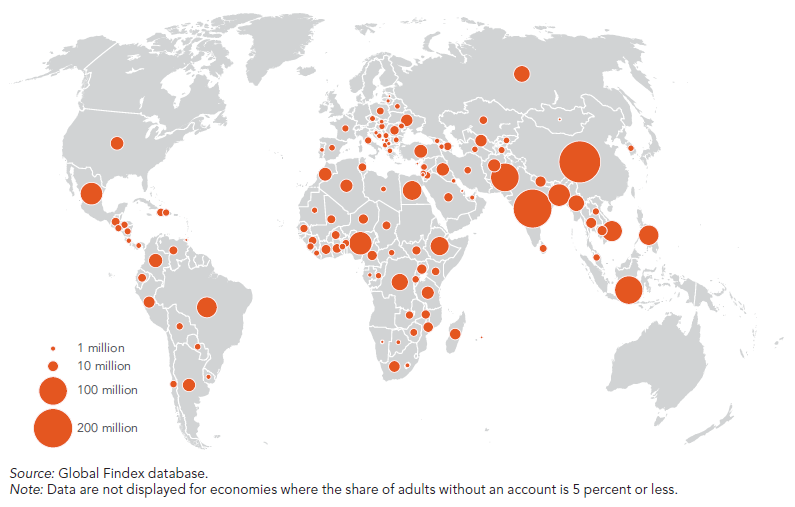 1 million
10 million
100 million
200 million
Source: Global Findex database.
Note: Data are not displayed for economies where the share of adults without an account is 5 percent or less.